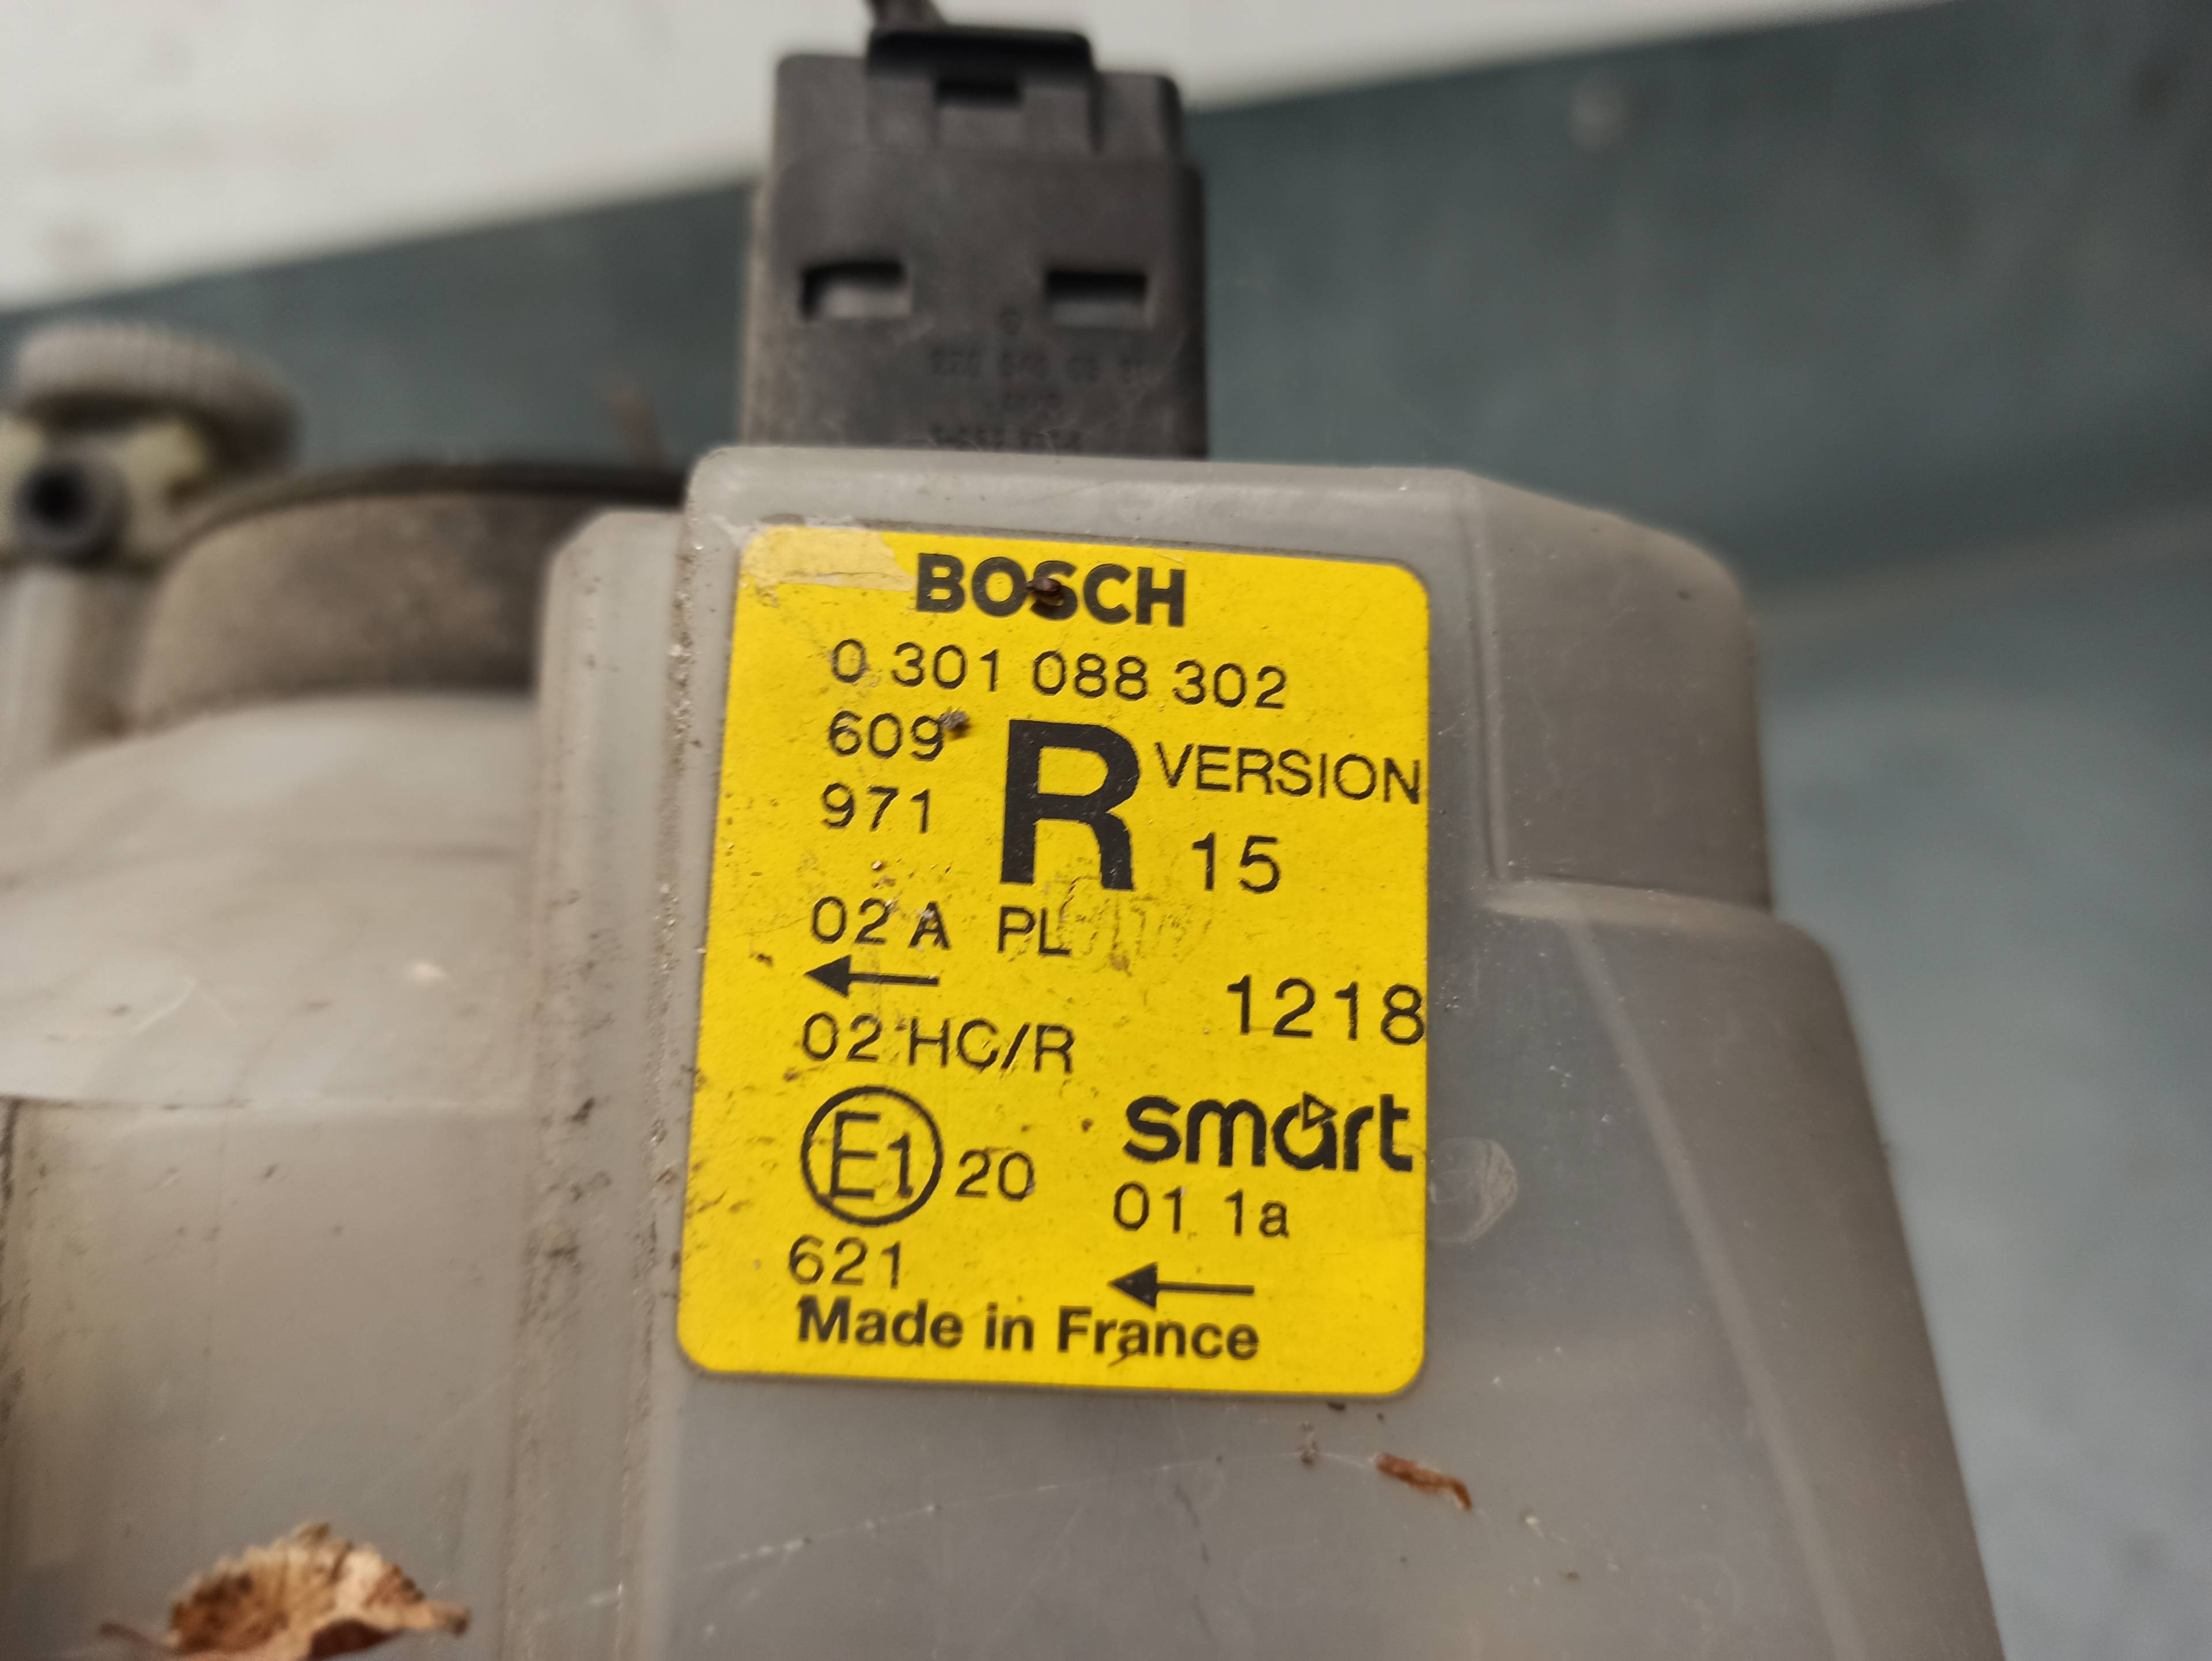 BOSCH
0 301 088 302
609
R
VERSION
971
15
02 A PL
1218
02 HC/R
E1 20
smart
01 1a
621
Made in France